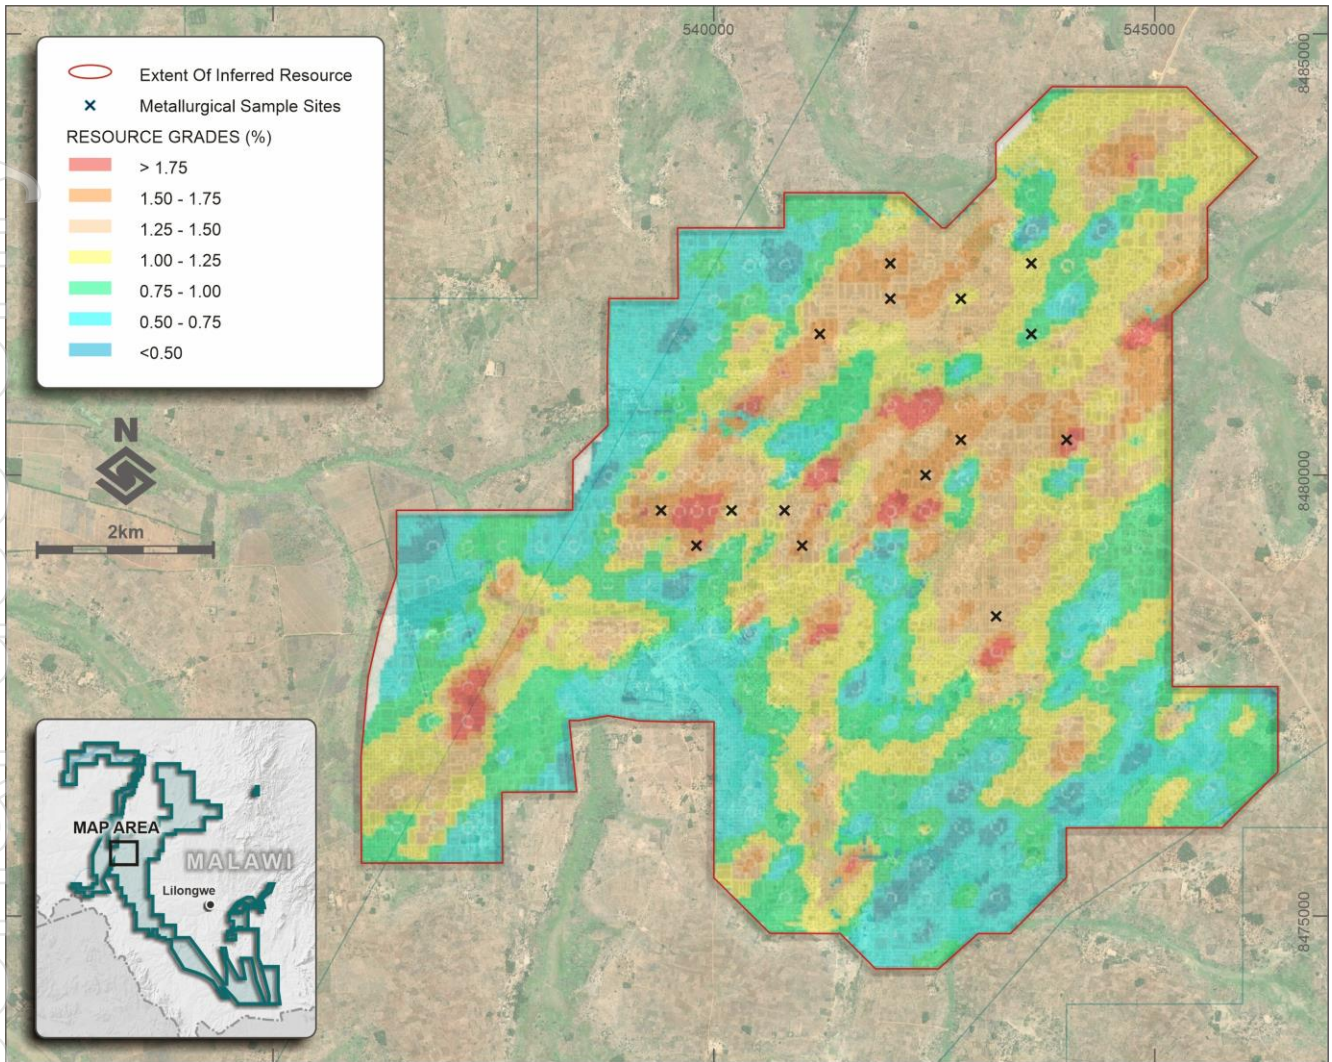 540000
545000
8485000
Extent Of Inferred Resource
Metallurgical Sample Sites
RESOURCE GRADES (%)
> 1.75
1.50 - 1.75
1.25 - 1.50
1.00 - 1.25
0.75 - 1.00
0.50 - 0.75
<0.50
N
8480000
2km
MAP AREA
MALAWI
Lilongwe
8475000